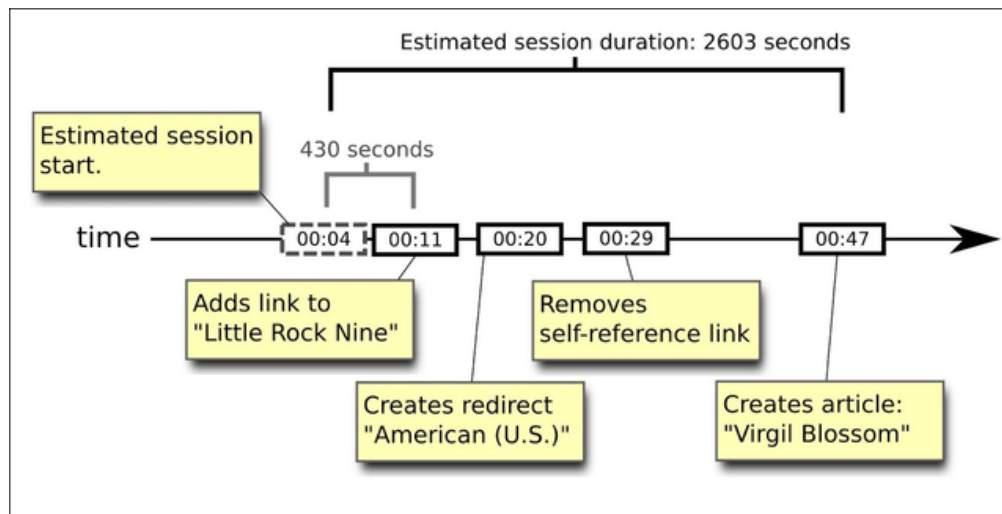 Estimated session duration: 2603 seconds
Estimated session
start.
430 seconds
time
00:04
00:11
00:20
00:29
00:47
Adds link to
"Little Rock Nine"
Removes
self-reference link
Creates redirect
"American (U.S.)"
Creates article:
"Virgil Blossom"